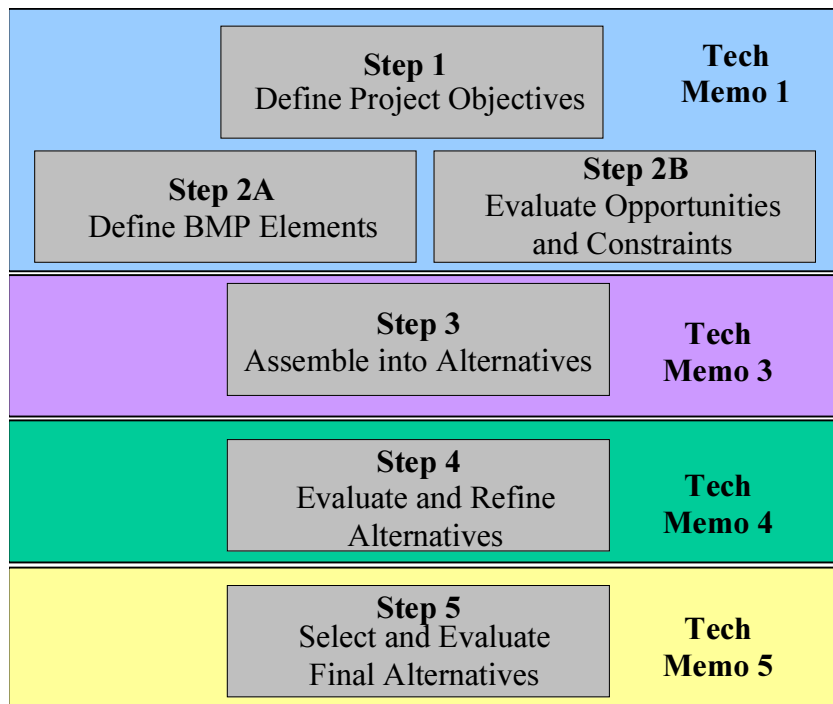 Step 1
Define Project Objectives
Tech
Memo 1
Step 2A
Define BMP Elements
Step 2B
Evaluate Opportunities
and Constraints
Step 3
Assemble into Alternatives
Tech
Memo 3
Step 4
Evaluate and Refine
Alternatives
Tech
Memo 4
Step 5
Select and Evaluate
Final Alternatives
Tech
Memo 5